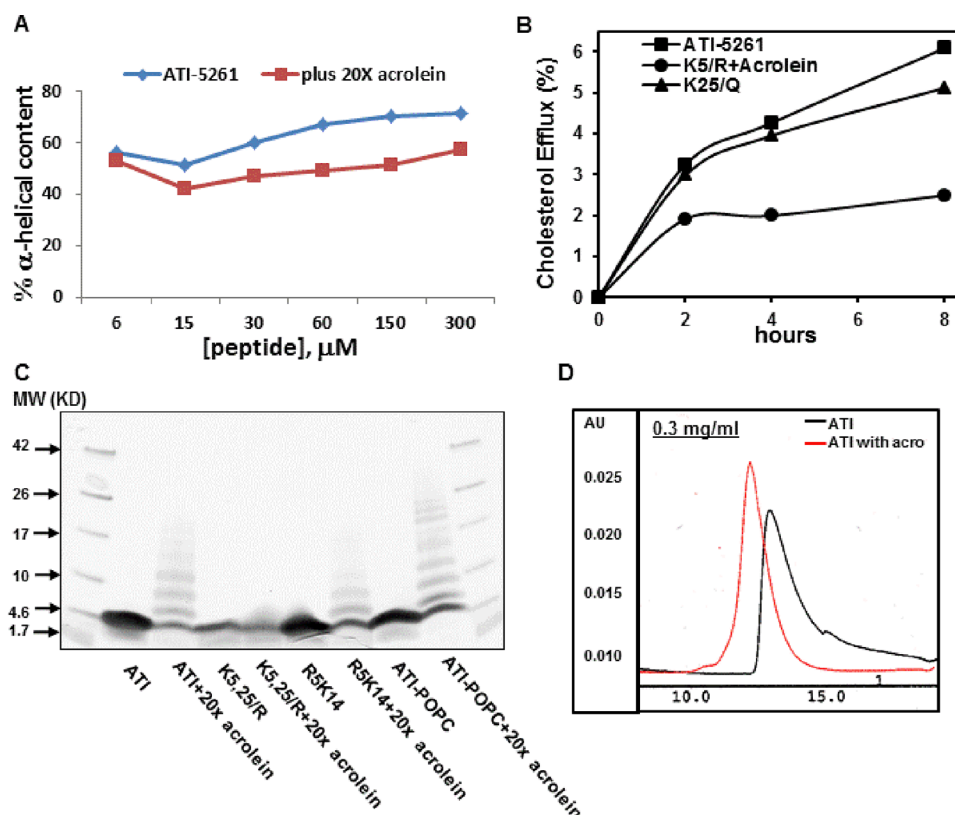 A
ATI-5261
plus 20X acrolein
% α-helical content
80
60
40
20
0
6 15 30 60 150 300
[peptide], μM
B
ATI-5261
K5/R+Acrolein
K25/Q
Cholesterol Efflux (%)
6
5
4
3
2
1
0
0 2 4 6 8
hours
C
MW (KD)
42
26
17
10
4.6
1.7
ATI
ATI+20x acrolein
K5,25/R
K5,25/R+20x acrolein
R5K14
R5K14+20x acrolein
ATI-POPC
ATI-POPC+20x acrolein
D
AU
0.3 mg/ml
ATI
ATI with acro
0.025
0.020
0.015
0.010
10.0 15.0 1